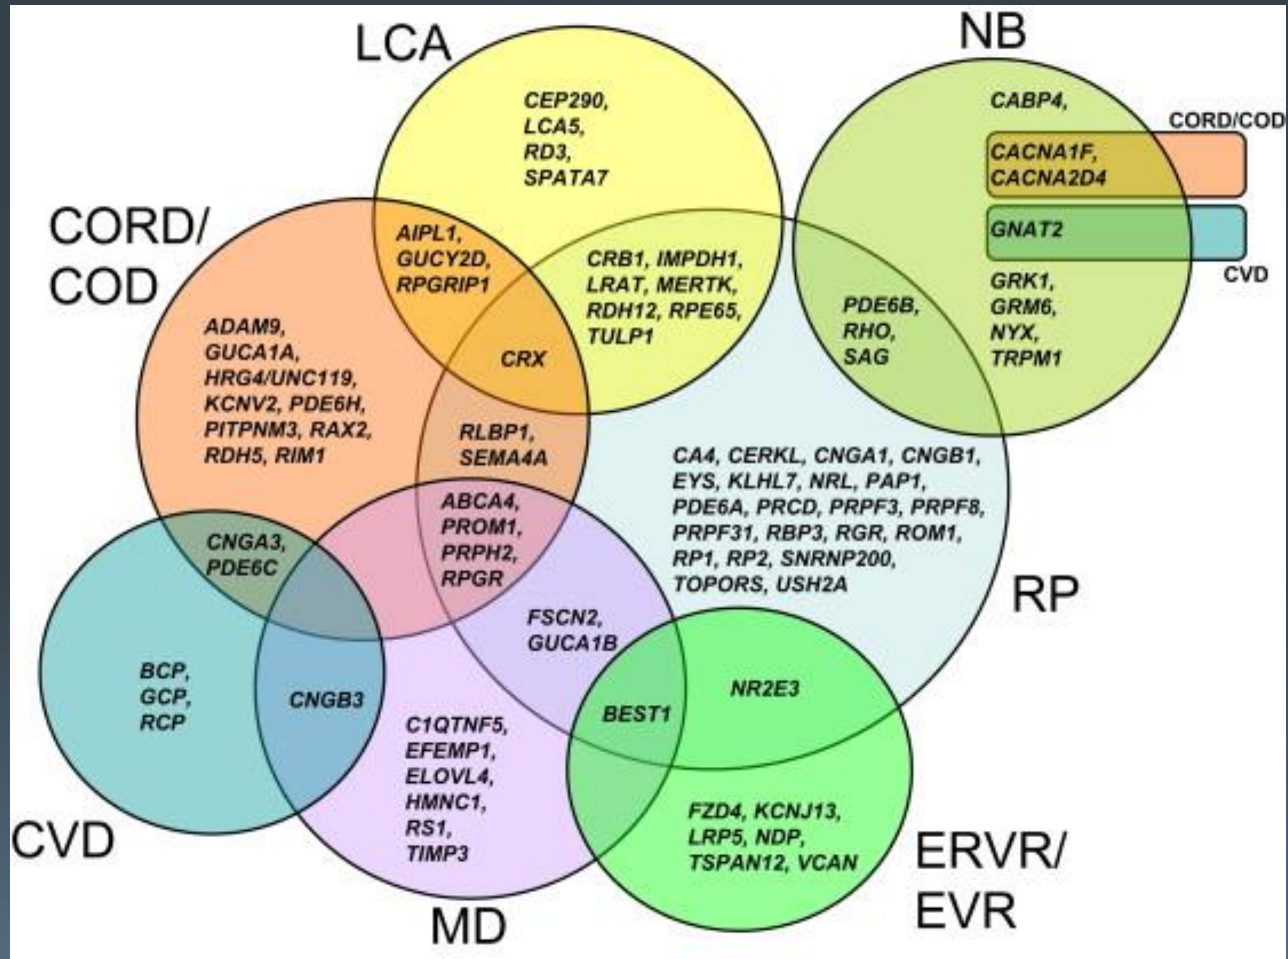 LCA
NB
CEP290,
LCA5,
RD3,
SPATA7
CABP4,
CORD/COD
CACNA1F,
CACNA2D4
GNAT2
CVD
GRK1,
GRM6,
NYX,
TRPM1
CORD/
COD
AIPL1,
GUCY2D,
RPGRIP1
CRB1, IMPDH1,
LRAT, MERTK,
RDH12, RPE65,
TULP1
PDE6B,
RHO,
SAG
ADAM9,
GUCA1A,
HRG4/UNC119,
KCNV2, PDE6H,
PITPNM3, RAX2,
RDH5, RIM1
CRX
RLBP1,
SEMA4A
CA4, CERKL, CNGA1, CNGB1,
EYS, KLHL7, NRL, PAP1,
PDE6A, PRCD, PRPF3, PRPF8,
PRPF31, RBP3, RGR, ROM1,
RP1, RP2, SNRNP200,
TOPORS, USH2A
RP
ABCA4,
PROM1,
PRPH2,
RPGR
CNGA3,
PDE6C
FSCN2,
GUCA1B
BCP,
GCP,
RCP
CNGB3
NR2E3
BEST1
C1QTNF5,
EFEMP1,
ELOVL4,
HMNC1,
RS1,
TIMP3
FZD4, KCNJ13,
LRP5, NDP,
TSPAN12, VCAN
CVD
MD
ERVR/
EVR